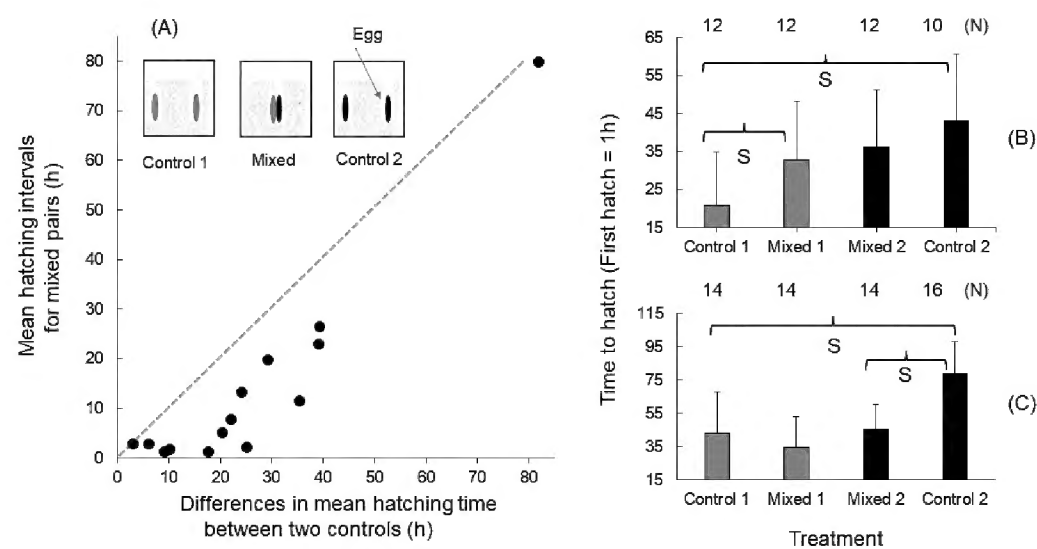 (A)
Egg
Control 1
Mixed
Control 2
Mean hatching intervals
for mixed pairs (h)
80
70
60
50
40
30
20
10
0
0 10 20 30 40 50 60 70 80
Differences in mean hatching time
between two controls (h)
Time to hatch (First hatch = 1h)
12 12 12 10 (N)
65
55
45
35
25
15
S
S
(B)
Control 1 Mixed 1 Mixed 2 Control 2
14 14 14 16 (N)
115
95
75
55
35
15
S
S
(C)
Control 1 Mixed 1 Mixed 2 Control 2
Treatment